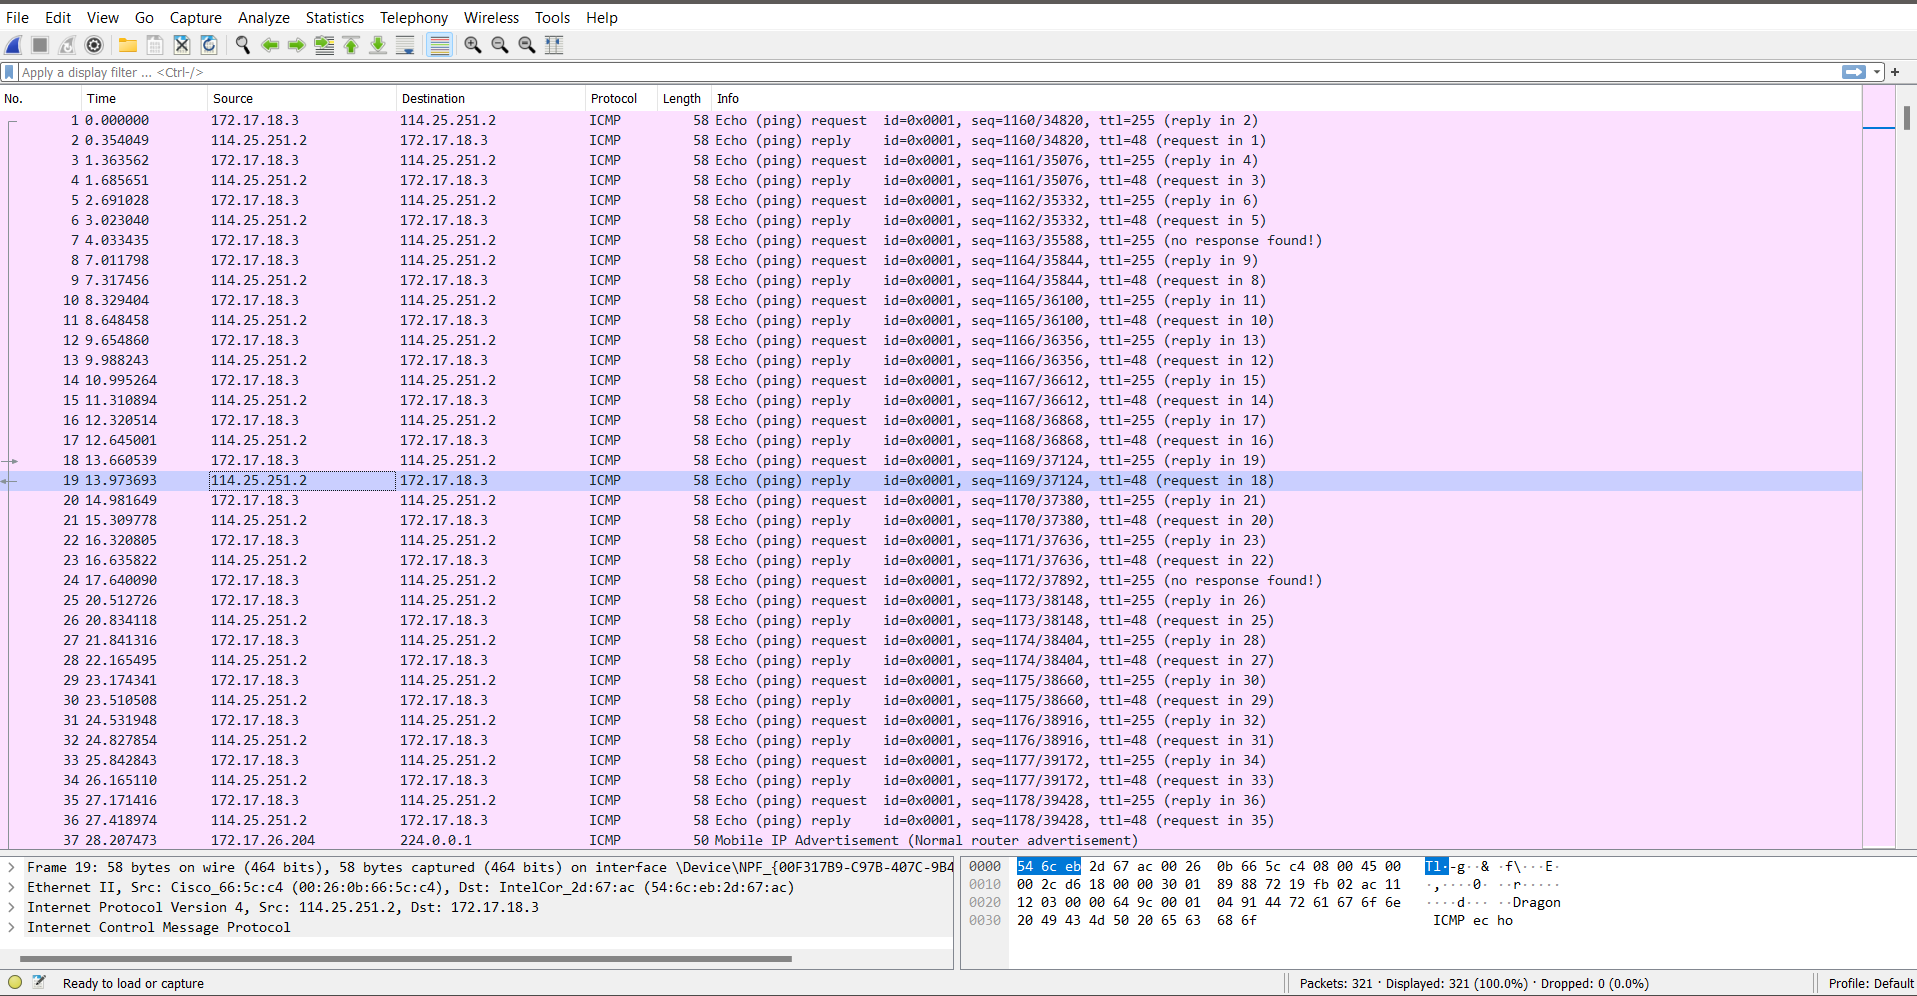 File Edit View Go Capture Analyze Statistics Telephony Wireless Tools Help
Apply a display filter ... <Ctrl-/>
No. Time Source Destination Protocol Length Info
1 0.000000 172.17.18.3 114.25.251.2 ICMP 58 Echo (ping) request id=0x0001, seq=1160/34820, ttl=255 (reply in 2)
2 0.354049 114.25.251.2 172.17.18.3 ICMP 58 Echo (ping) reply id=0x0001, seq=1160/34820, ttl=48 (request in 1)
3 1.363562 172.17.18.3 114.25.251.2 ICMP 58 Echo (ping) request id=0x0001, seq=1161/35076, ttl=255 (reply in 4)
4 1.685651 114.25.251.2 172.17.18.3 ICMP 58 Echo (ping) reply id=0x0001, seq=1161/35076, ttl=48 (request in 3)
5 2.691028 172.17.18.3 114.25.251.2 ICMP 58 Echo (ping) request id=0x0001, seq=1162/35332, ttl=255 (reply in 6)
6 3.023040 114.25.251.2 172.17.18.3 ICMP 58 Echo (ping) reply id=0x0001, seq=1162/35332, ttl=48 (request in 5)
7 4.033435 172.17.18.3 114.25.251.2 ICMP 58 Echo (ping) request id=0x0001, seq=1163/35588, ttl=255 (no response found!)
8 7.011798 172.17.18.3 114.25.251.2 ICMP 58 Echo (ping) request id=0x0001, seq=1164/35844, ttl=255 (reply in 9)
9 7.317456 114.25.251.2 172.17.18.3 ICMP 58 Echo (ping) reply id=0x0001, seq=1164/35844, ttl=48 (request in 8)
10 8.329404 172.17.18.3 114.25.251.2 ICMP 58 Echo (ping) request id=0x0001, seq=1165/36100, ttl=255 (reply in 11)
11 8.648458 114.25.251.2 172.17.18.3 ICMP 58 Echo (ping) reply id=0x0001, seq=1165/36100, ttl=48 (request in 10)
12 9.654860 172.17.18.3 114.25.251.2 ICMP 58 Echo (ping) request id=0x0001, seq=1166/36356, ttl=255 (reply in 13)
13 9.988243 114.25.251.2 172.17.18.3 ICMP 58 Echo (ping) reply id=0x0001, seq=1166/36356, ttl=48 (request in 12)
14 10.995264 172.17.18.3 114.25.251.2 ICMP 58 Echo (ping) request id=0x0001, seq=1167/36612, ttl=255 (reply in 15)
15 11.310894 114.25.251.2 172.17.18.3 ICMP 58 Echo (ping) reply id=0x0001, seq=1167/36612, ttl=48 (request in 14)
16 12.320514 172.17.18.3 114.25.251.2 ICMP 58 Echo (ping) request id=0x0001, seq=1168/36868, ttl=255 (reply in 17)
17 12.645001 114.25.251.2 172.17.18.3 ICMP 58 Echo (ping) reply id=0x0001, seq=1168/36868, ttl=48 (request in 16)
18 13.660539 172.17.18.3 114.25.251.2 ICMP 58 Echo (ping) request id=0x0001, seq=1169/37124, ttl=255 (reply in 19)
19 13.973693 114.25.251.2 172.17.18.3 ICMP 58 Echo (ping) reply id=0x0001, seq=1169/37124, ttl=48 (request in 18)
20 14.981649 172.17.18.3 114.25.251.2 ICMP 58 Echo (ping) request id=0x0001, seq=1170/37380, ttl=255 (reply in 21)
21 15.309778 114.25.251.2 172.17.18.3 ICMP 58 Echo (ping) reply id=0x0001, seq=1170/37380, ttl=48 (request in 20)
22 16.320805 172.17.18.3 114.25.251.2 ICMP 58 Echo (ping) request id=0x0001, seq=1171/37636, ttl=255 (reply in 23)
23 16.635822 114.25.251.2 172.17.18.3 ICMP 58 Echo (ping) reply id=0x0001, seq=1171/37636, ttl=48 (request in 22)
24 17.640090 172.17.18.3 114.25.251.2 ICMP 58 Echo (ping) request id=0x0001, seq=1172/37892, ttl=255 (no response found!)
25 20.512726 172.17.18.3 114.25.251.2 ICMP 58 Echo (ping) request id=0x0001, seq=1173/38148, ttl=255 (reply in 26)
26 20.834118 114.25.251.2 172.17.18.3 ICMP 58 Echo (ping) reply id=0x0001, seq=1173/38148, ttl=48 (request in 25)
27 21.841316 172.17.18.3 114.25.251.2 ICMP 58 Echo (ping) request id=0x0001, seq=1174/38404, ttl=255 (reply in 28)
28 22.165495 114.25.251.2 172.17.18.3 ICMP 58 Echo (ping) reply id=0x0001, seq=1174/38404, ttl=48 (request in 27)
29 23.174341 172.17.18.3 114.25.251.2 ICMP 58 Echo (ping) request id=0x0001, seq=1175/38660, ttl=255 (reply in 30)
30 23.510508 114.25.251.2 172.17.18.3 ICMP 58 Echo (ping) reply id=0x0001, seq=1175/38660, ttl=48 (request in 29)
31 24.531948 172.17.18.3 114.25.251.2 ICMP 58 Echo (ping) request id=0x0001, seq=1176/38916, ttl=255 (reply in 32)
32 24.827854 114.25.251.2 172.17.18.3 ICMP 58 Echo (ping) reply id=0x0001, seq=1176/38916, ttl=48 (request in 31)
33 25.842843 172.17.18.3 114.25.251.2 ICMP 58 Echo (ping) request id=0x0001, seq=1177/39172, ttl=255 (reply in 34)
34 26.165110 114.25.251.2 172.17.18.3 ICMP 58 Echo (ping) reply id=0x0001, seq=1177/39172, ttl=48 (request in 33)
35 27.171416 172.17.18.3 114.25.251.2 ICMP 58 Echo (ping) request id=0x0001, seq=1178/39428, ttl=255 (reply in 36)
36 27.418974 114.25.251.2 172.17.18.3 ICMP 58 Echo (ping) reply id=0x0001, seq=1178/39428, ttl=48 (request in 35)
37 28.207473 172.17.26.204 224.0.0.1 ICMP 50 Mobile IP Advertisement (Normal router advertisement)
Frame 19: 58 bytes on wire (464 bits), 58 bytes captured (464 bits) on interface \Device\NPF_{00F317B9-C97B-407C-9B4
Ethernet II, Src: Cisco_66:5c:c4 (00:26:0b:66:5c:c4), Dst: IntelCor_2d:67:ac (54:6c:eb:2d:67:ac)
Internet Protocol Version 4, Src: 114.25.251.2, Dst: 172.17.18.3
Internet Control Message Protocol
0000 54 6c eb 2d 67 ac 00 26 0b 66 5c c4 08 00 45 00 Tl·-g··& ·f\···E·
0010 00 2c d6 18 00 00 30 01 89 88 72 19 fb 02 ac 11 ·,····0· ··r·····
0020 12 03 00 00 64 9c 00 01 04 91 44 72 61 67 6f 6e ····d··· ··Dragon
0030 20 49 43 4d 50 20 65 63 68 6f ICMP ec ho
Ready to load or capture
Packets: 321 · Displayed: 321 (100.0%) · Dropped: 0 (0.0%)
Profile: Default